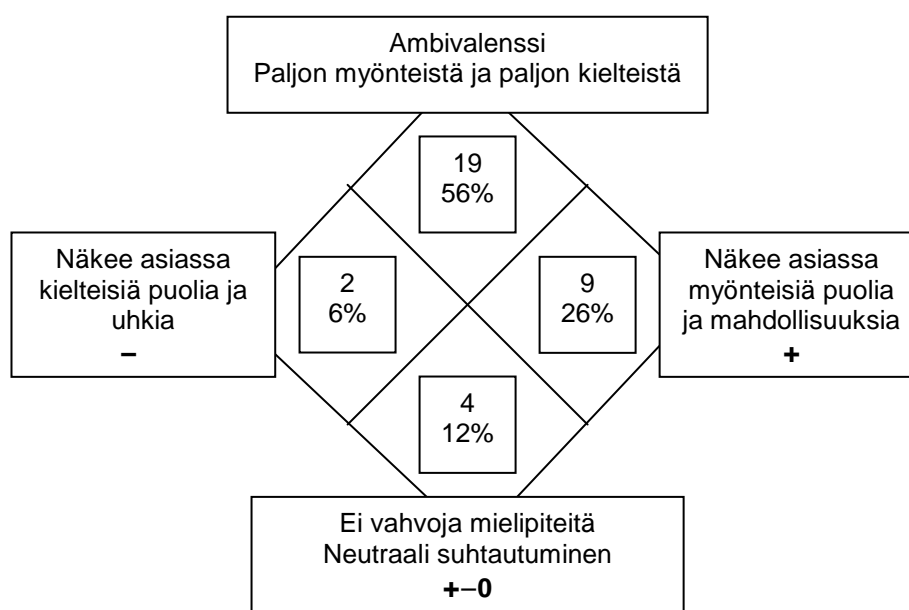 Ambivalenssi
Paljon myönteistä ja paljon kielteistä
19
56%
Näkee asiassa
kielteisiä puolia ja
uhkia
–
2
6%
9
26%
Näkee asiassa
myönteisiä puolia
ja mahdollisuuksia
+
4
12%
Ei vahvoja mielipiteitä
Neutraali suhtautuminen
+–0